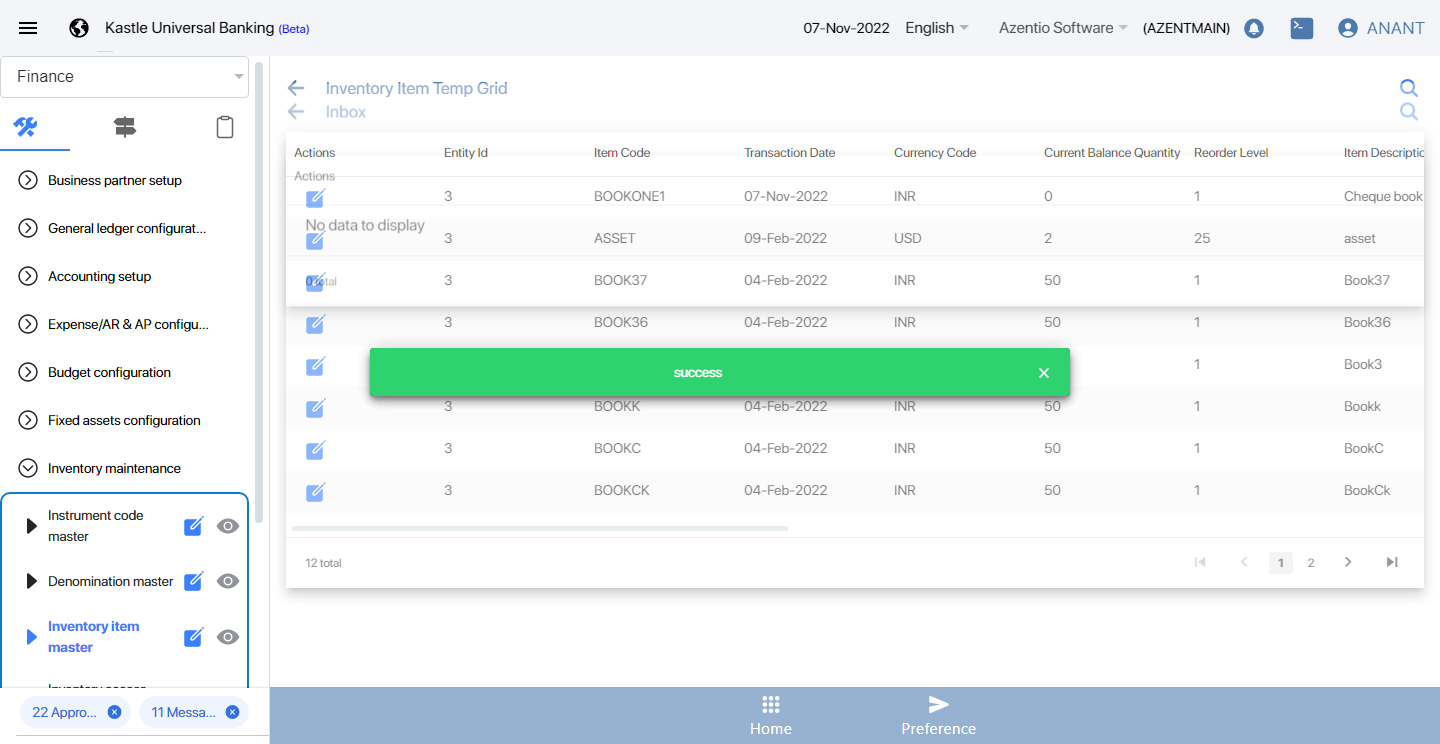 Kastle Universal Banking (Beta)
07-Nov-2022
English
Azentio Software
(AZENTMAIN)
ANANT
Finance
Business partner setup
General ledger configurat...
Accounting setup
Expense/AR & AP configu...
Budget configuration
Fixed assets configuration
Inventory maintenance
Instrument code
master
Denomination master
Inventory item
master
22 Appro...
11 Messa...
Inventory Item Temp Grid
Inbox
Actions Entity Id Item Code Transaction Date Currency Code Current Balance Quantity Reorder Level Item Descriptio
Actions
3 BOOKONE1 07-Nov-2022 INR 0 1 Cheque book
No data to display
3 ASSET 09-Feb-2022 USD 2 25 asset
0 total
3 BOOK37 04-Feb-2022 INR 50 1 Book37
3 BOOK36 04-Feb-2022 INR 50 1 Book36
1 Book3
success
3 BOOKK 04-Feb-2022 INR 50 1 Bookk
3 BOOKC 04-Feb-2022 INR 50 1 BookC
3 BOOKCK 04-Feb-2022 INR 50 1 BookCk
12 total
1 2
Home
Preference